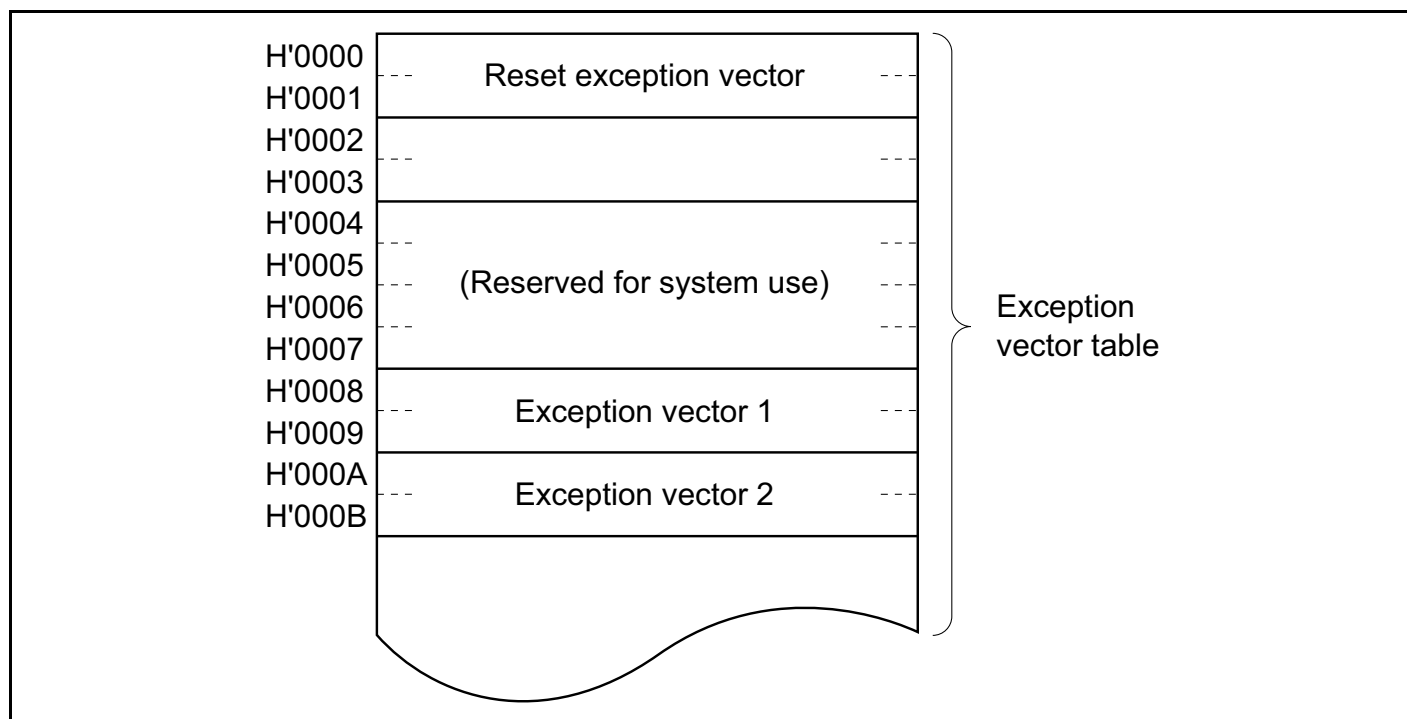 H'0000
Reset exception vector
H'0001
H'0002
H'0003
H'0004
H'0005
(Reserved for system use)
H'0006
H'0007
H'0008
Exception vector 1
H'0009
H'000A
Exception vector 2
H'000B
Exception
vector table